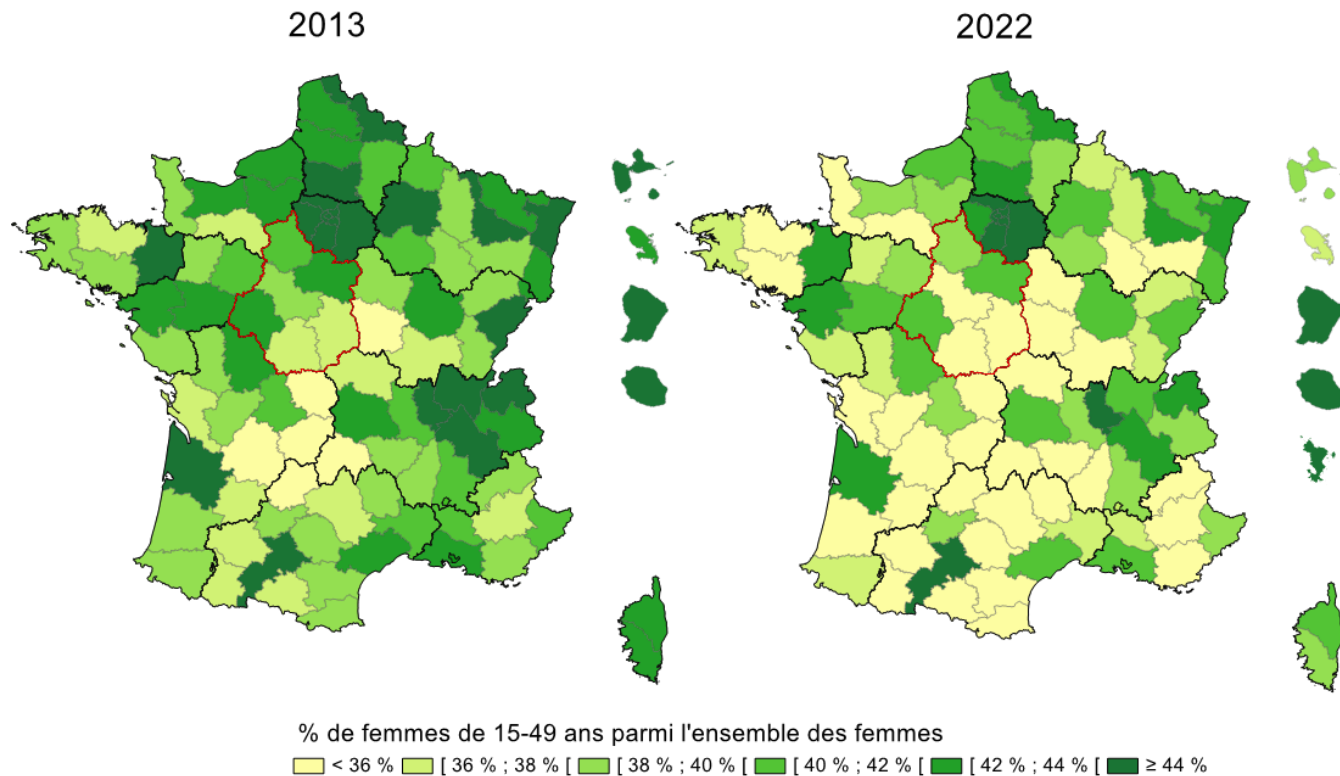 2013 2022
% de femmes de 15-49 ans parmi l'ensemble des femmes
< 36 % [ 36 % ; 38 % [ [ 38 % ; 40 % [ [ 40 % ; 42 % [ [ 42 % ; 44 % [ ≥ 44 %